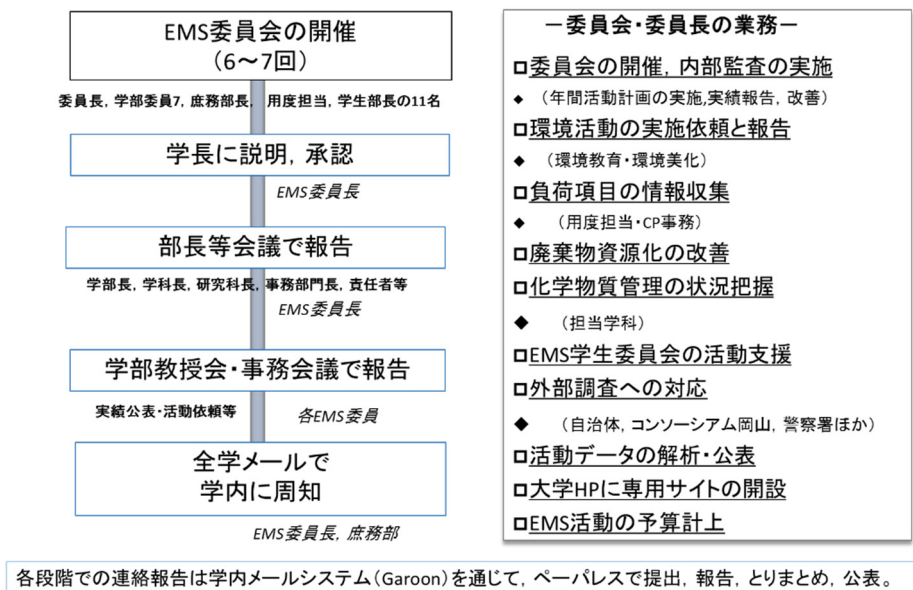 EMS委員会の開催
（6～7回）
委員長，学部委員7，庶務部長，用度担当，学生部長の11名
学長に説明，承認
EMS委員長
部長等会議で報告
学部長，学科長，研究科長，事務部門長，責任者等
EMS委員長
学部教授会・事務会議で報告
実績公表・活動依頼等
各EMS委員
全学メールで
学内に周知
EMS委員長，庶務部
－委員会・委員長の業務－
□委員会の開催，内部監査の実施
◆（年間活動計画の実施,実績報告，改善）
□環境活動の実施依頼と報告
◆（環境教育・環境美化）
□負荷項目の情報収集
◆（用度担当・CP事務）
□廃棄物資源化の改善
□化学物質管理の状況把握
◆（担当学科）
□EMS学生委員会の活動支援
□外部調査への対応
◆（自治体，コンソーシアム岡山，警察署ほか）
□活動データの解析・公表
□大学HPに専用サイトの開設
□EMS活動の予算計上
各段階での連絡報告は学内メールシステム（Garoon）を通じて，ペーパレスで提出，報告，とりまとめ，公表。